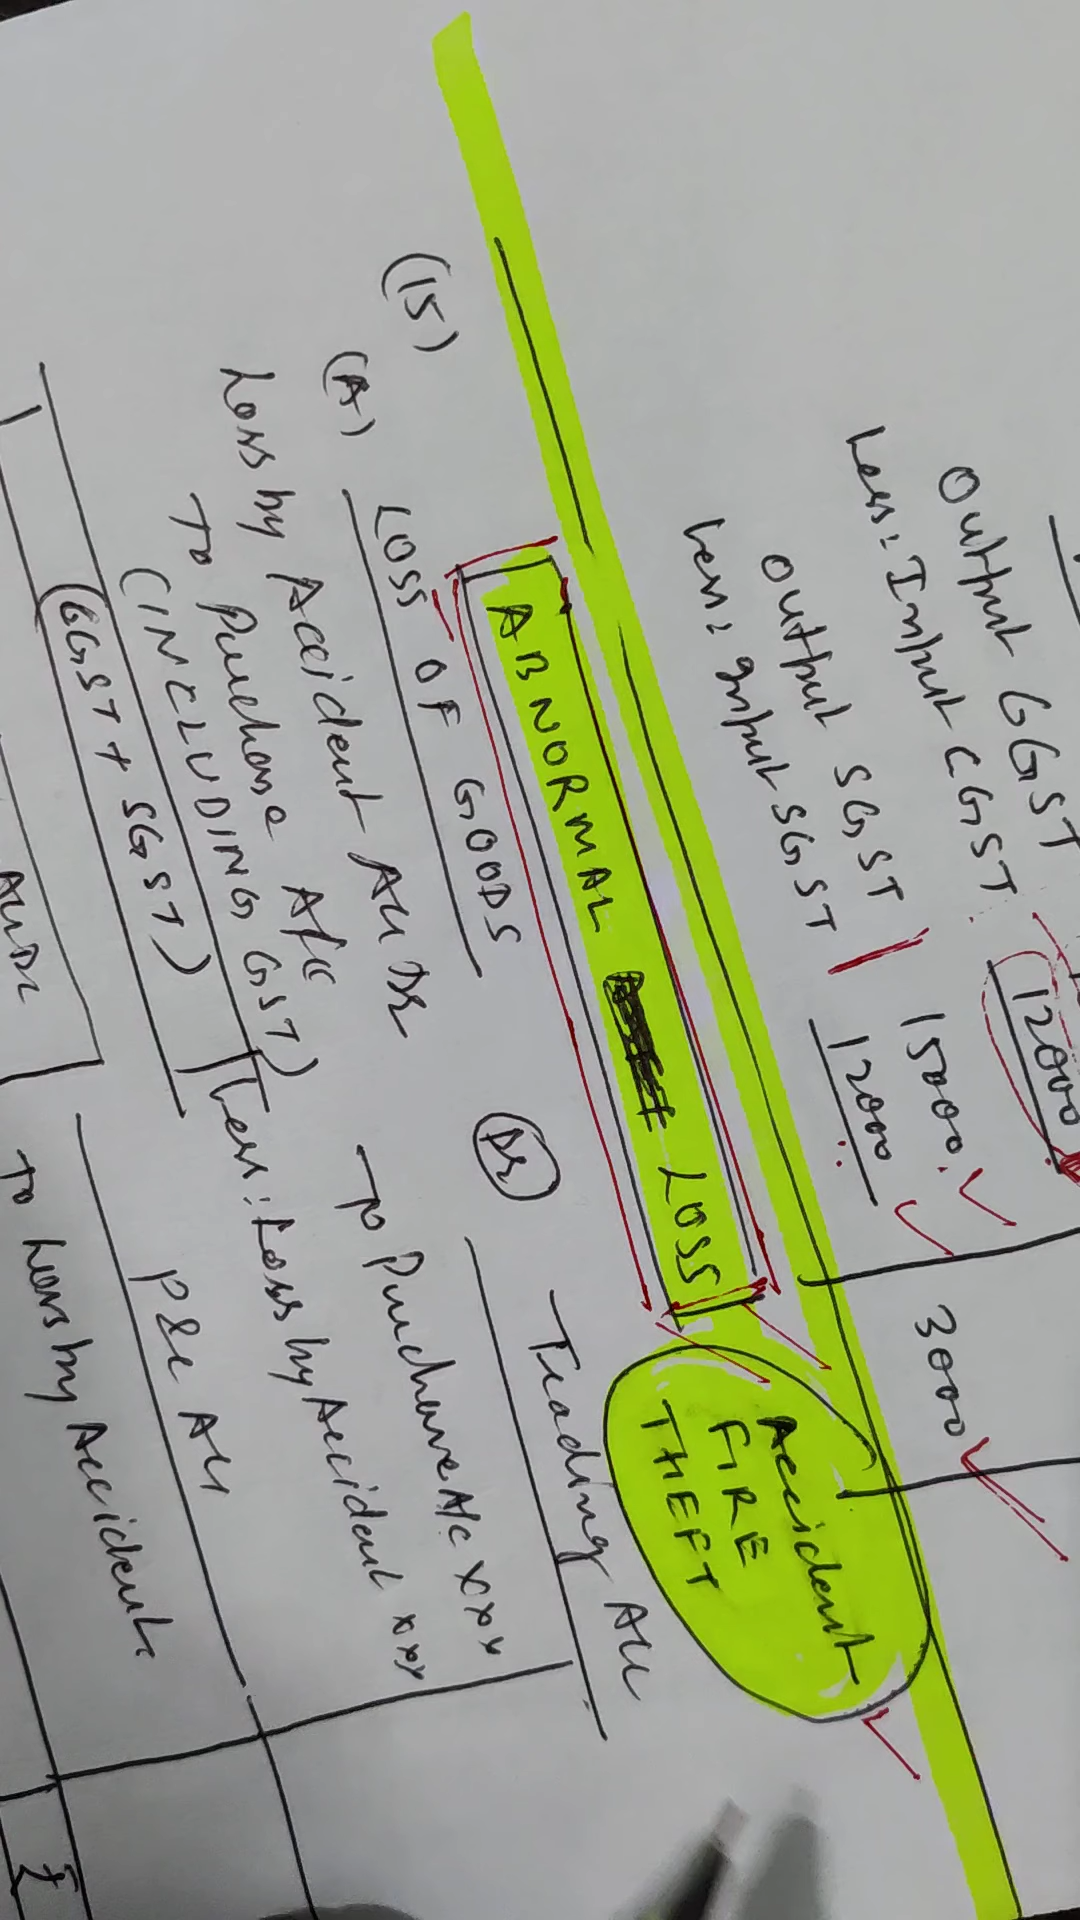 Output CGST
Less: Input CGST 12000
Output SGST 15000
Less: Input SGST 12000 3000
(15) ABNORMAL LOSS
Accident
FIRE
THEFT
(A) LOSS OF GOODS
Loss by Accident A/c Dr
To Purchase A/c
(INCLUDING GST)
(CGST + SGST)
Dr Trading A/c
To Purchase A/c xxx
Less: Loss by Accident xxx
P&L A/c
To Loss by Accident
A/c Dr
₹